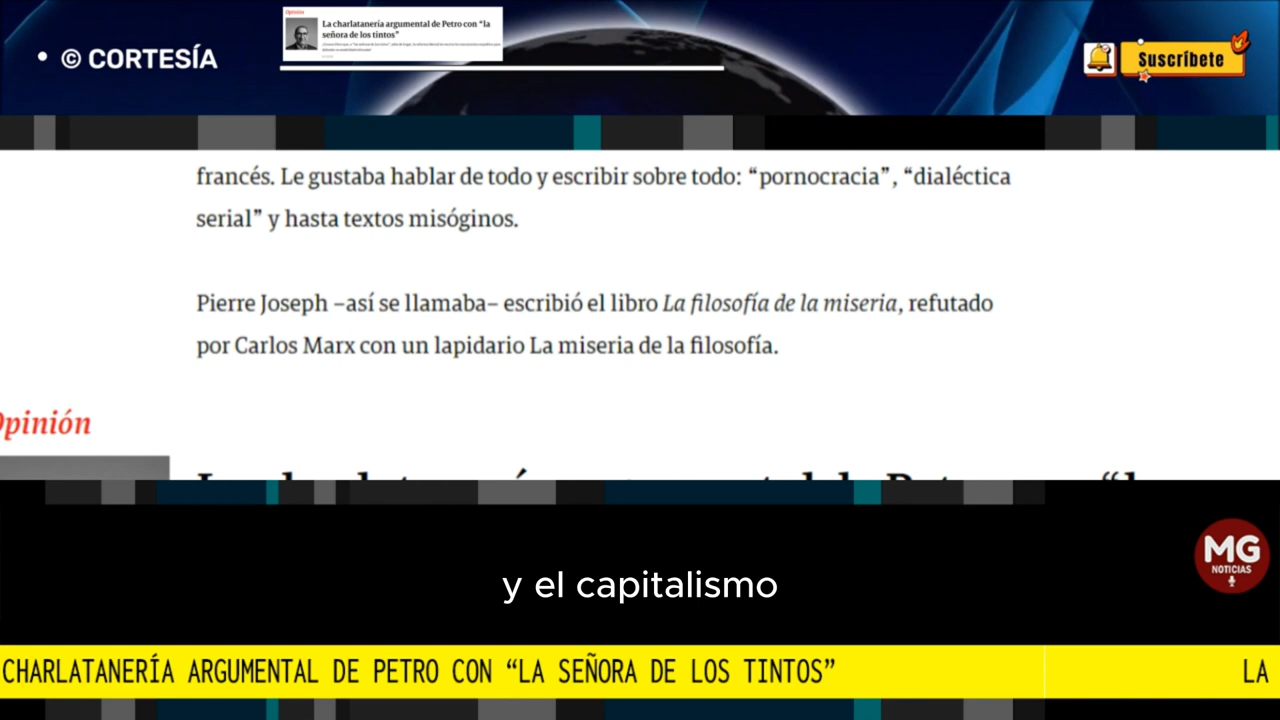 • © CORTESÍA
Opinión
La charlatanería argumental de Petro con “la
señora de los tintos”
Suscríbete
francés. Le gustaba hablar de todo y escribir sobre todo: “pornocracia”, “dialéctica
serial” y hasta textos misóginos.
Pierre Joseph –así se llamaba– escribió el libro La filosofía de la miseria, refutado
por Carlos Marx con un lapidario La miseria de la filosofía.
Opinión
MG
NOTICIAS
y el capitalismo
CHARLATANERÍA ARGUMENTAL DE PETRO CON “LA SEÑORA DE LOS TINTOS” LA